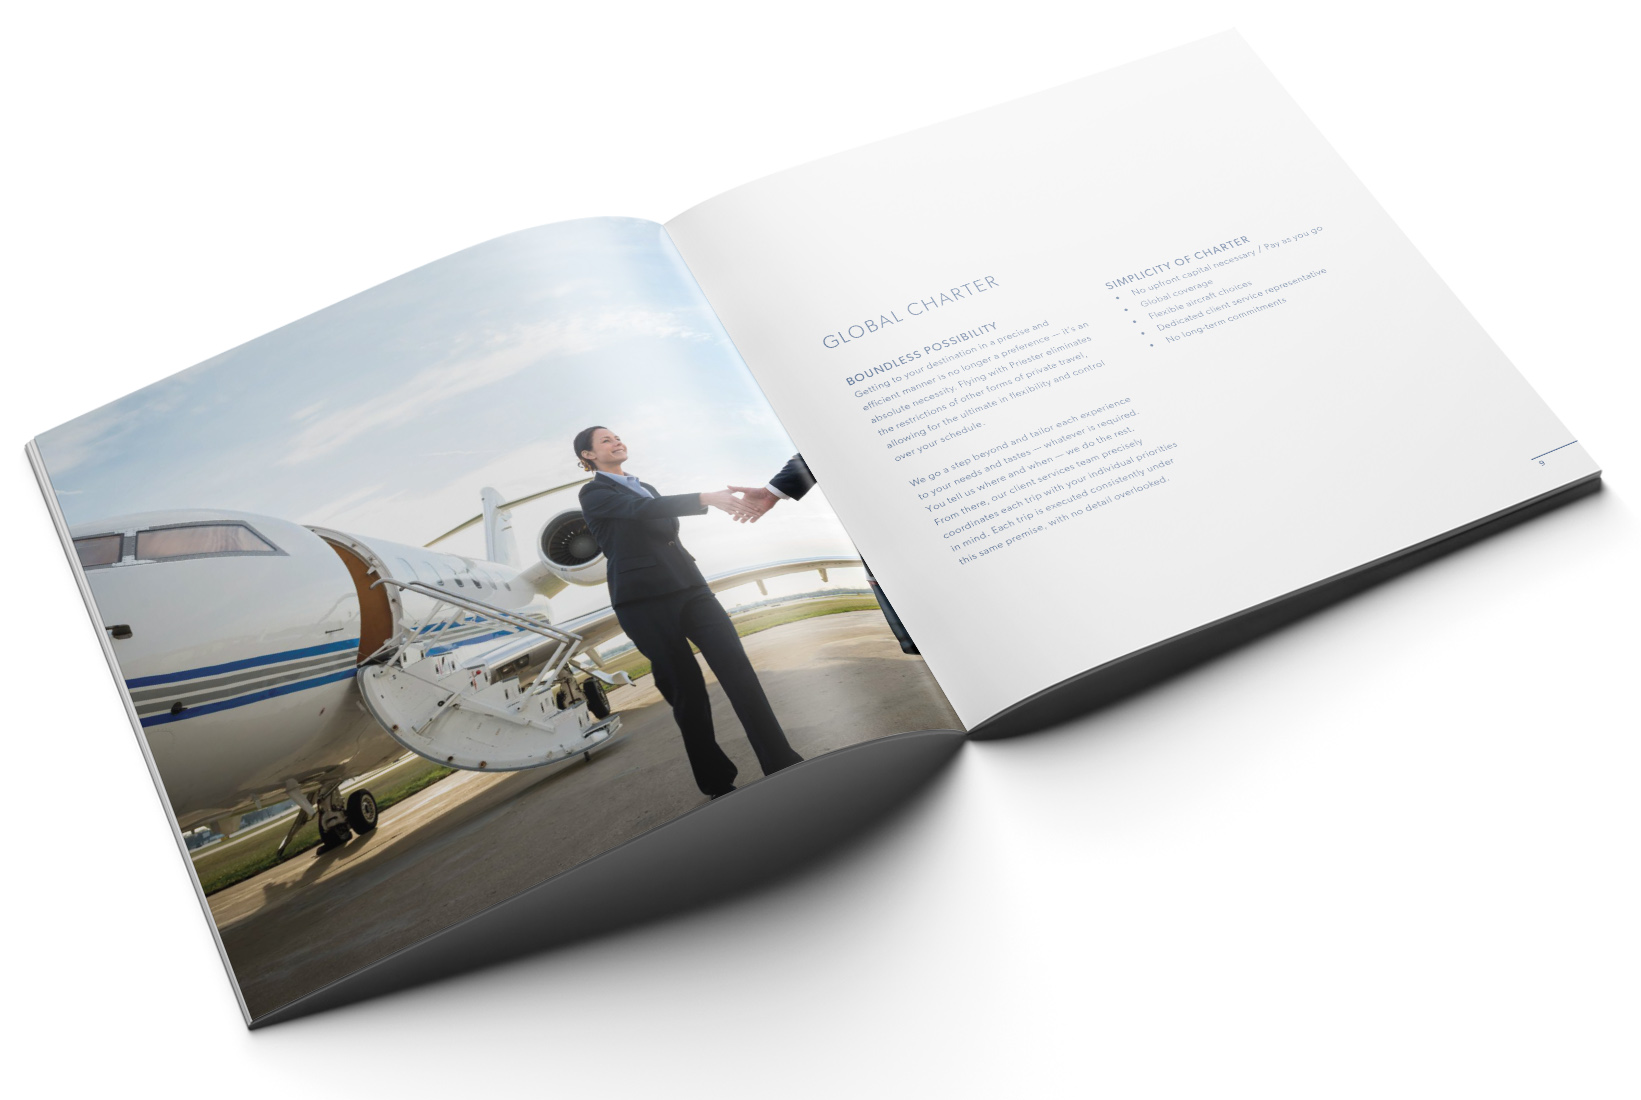 GLOBAL CHARTER
BOUNDLESS POSSIBILITY
Getting to your destination in a precise and
efficient manner is no longer a preference — it's an
absolute necessity. Flying with Priester eliminates
the restrictions of other forms of private travel,
allowing for the ultimate in flexibility and control
over your schedule.
We go a step beyond and tailor each experience
to your needs and tastes — whatever is required.
You tell us where and when — we do the rest.
From there, our client services team precisely
coordinates each trip with your individual priorities
in mind. Each trip is executed consistently under
this same premise, with no detail overlooked.
SIMPLICITY OF CHARTER
• No upfront capital necessary / Pay as you go
• Global coverage
• Flexible aircraft choices
• Dedicated client service representative
• No long-term commitments
9